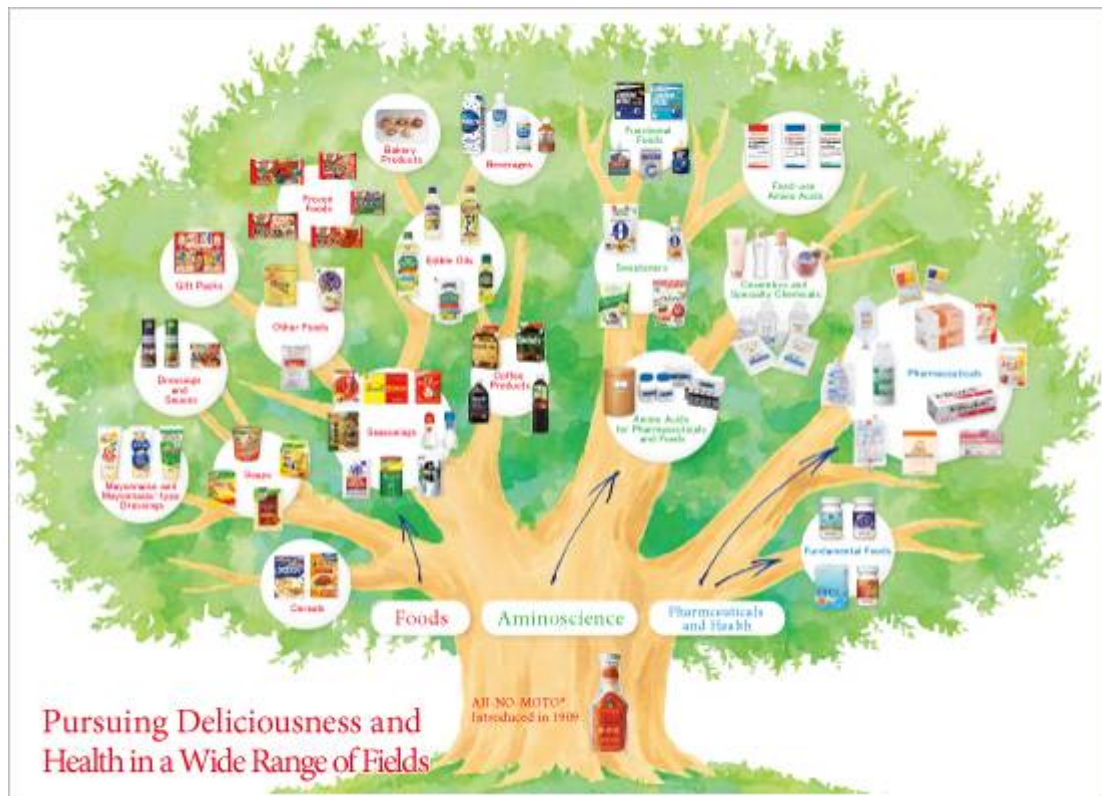 Bakery
Products
Beverages
Functional
Foods
Feed-use
Amino Acids
Frozen
Foods
Gift Packs
Edible Oils
Sweeteners
Cosmetics and
Specialty Chemicals
Other Foods
Dressings
and
Sauces
Coffee
Products
Pharmaceuticals
Seasonings
Amino Acids
for Pharmaceuticals
and Foods
Mayonnaise and
Mayonnaise Type
Dressings
Soups
Fundamental Foods
Cereals
Foods
Aminoscience
Pharmceuticals
and Health
AJI-NO-MOTO®
Introduced in 1909
Pursuing Deliciousness and
Health in a Wide Range of Fields